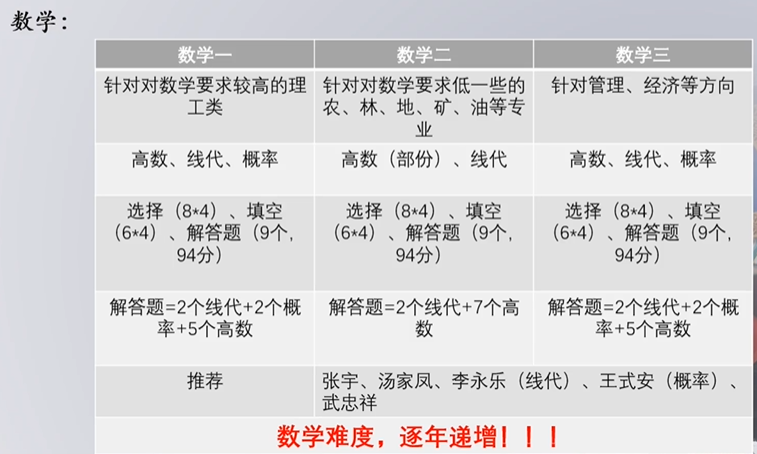 数学：
数学一 数学二 数学三
针对对数学要求较高的理 针对对数学要求低一些的 针对管理、经济等方向
工类 农、林、地、矿、油等专
业
高数、线代、概率 高数（部份）、线代 高数、线代、概率
选择（8*4）、填空 选择（8*4）、填空 选择（8*4）、填空
（6*4）、解答题（9个， （6*4）、解答题（9个， （6*4）、解答题（9个，
94分） 94分） 94分）
解答题=2个线代+2个概 解答题=2个线代+7个高 解答题=2个线代+2个概
率+5个高数 数 率+5个高数
推荐 张宇、汤家凤、李永乐（线代）、王式安（概率）、
武忠祥
数学难度，逐年递增！！！